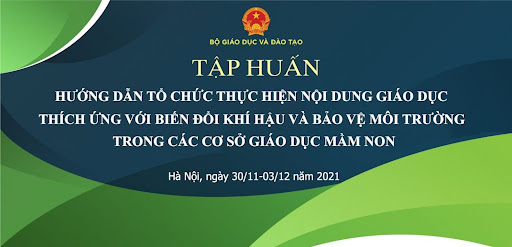 BỘ GIÁO DỤC VÀ ĐÀO TẠO
TẬP HUẤN
HƯỚNG DẪN TỔ CHỨC THỰC HIỆN NỘI DUNG GIÁO DỤC
THÍCH ỨNG VỚI BIẾN ĐỔI KHÍ HẬU VÀ BẢO VỆ MÔI TRƯỜNG
TRONG CÁC CƠ SỞ GIÁO DỤC MẦM NON
Hà Nội, ngày 30/11-03/12 năm 2021